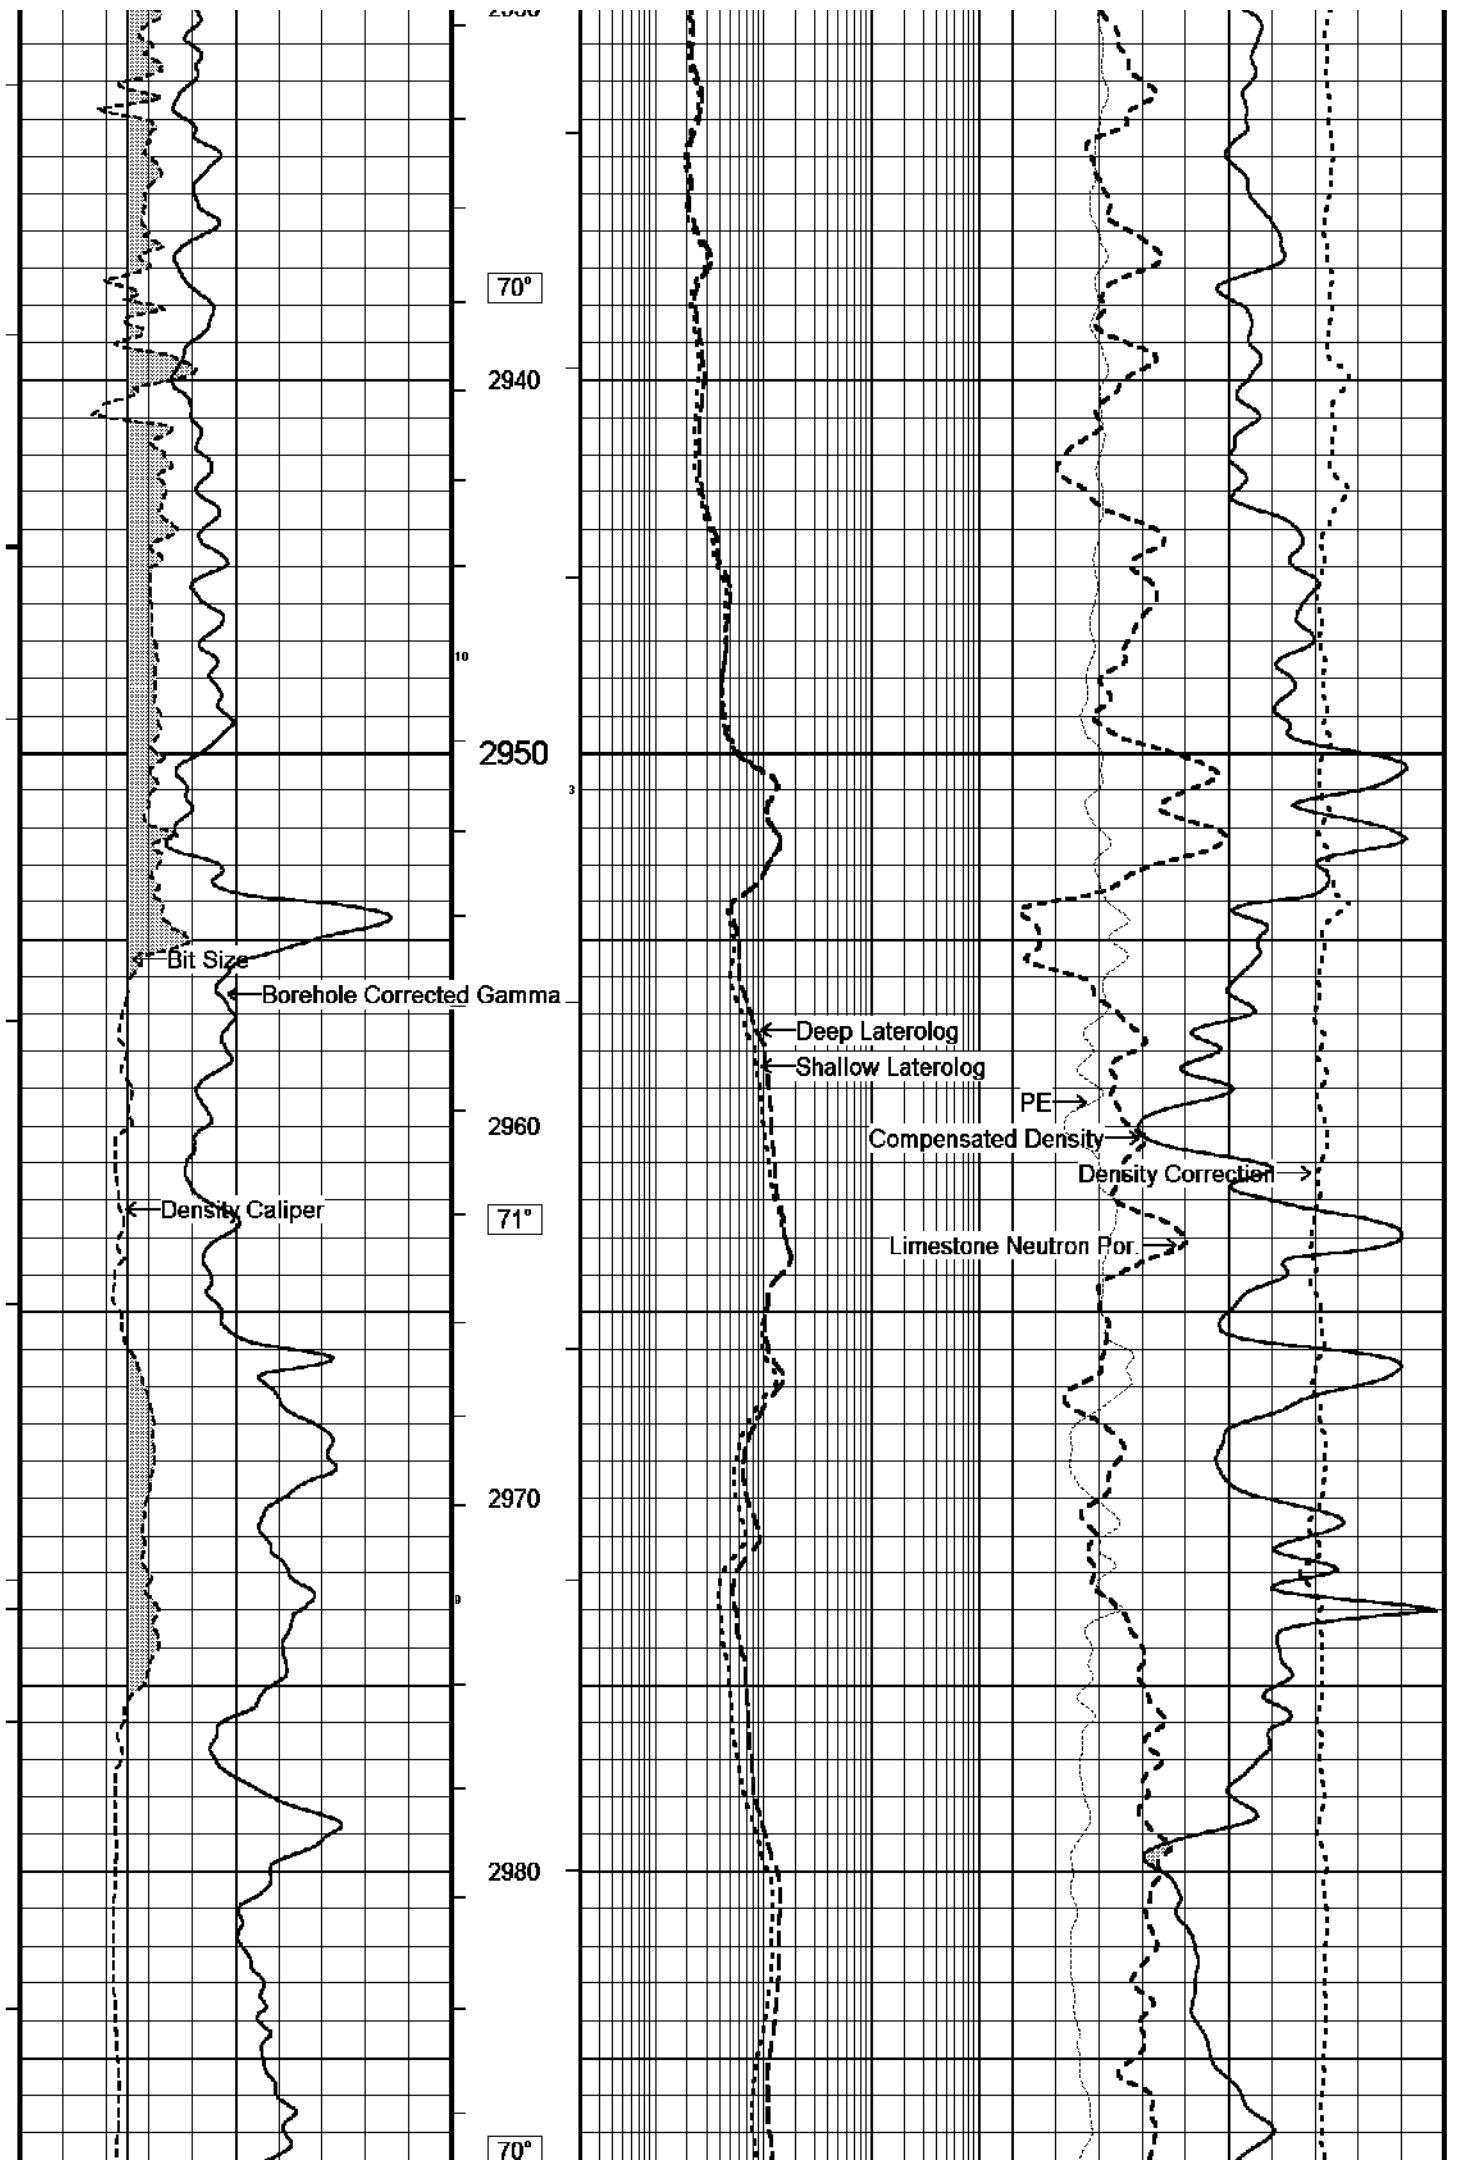 2930
70°
2940
10
2950
3
Bit Size
Borehole Corrected Gamma
Deep Laterolog
Shallow Laterolog
PE
2960
Compensated Density
Density Correction
Density Caliper
71°
Limestone Neutron Por.
2970
9
2980
70°